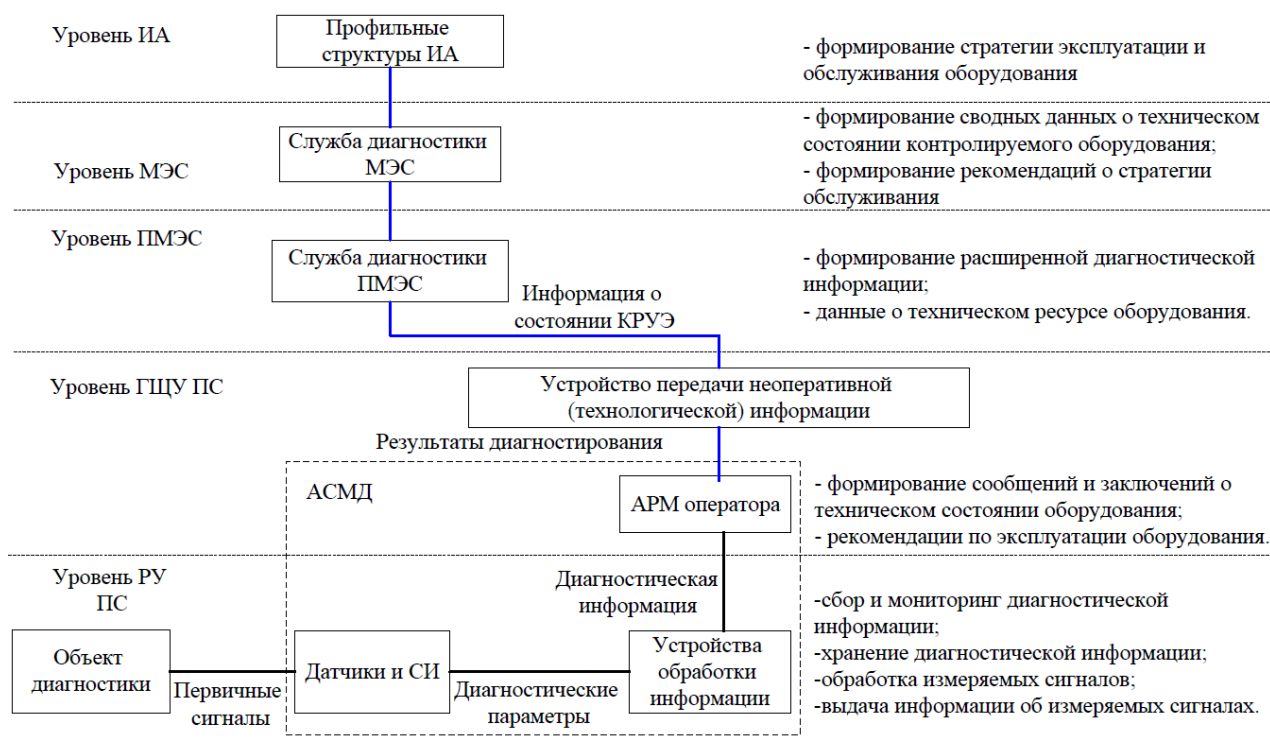 Уровень ИА
Профильные
структуры ИА
- формирование стратегии эксплуатации и
обслуживания оборудования
Уровень МЭС
Служба диагностики
МЭС
- формирование сводных данных о техническом
состоянии контролируемого оборудования;
- формирование рекомендаций о стратегии
обслуживания
Уровень ПМЭС
Служба диагностики
ПМЭС
Информация о
состоянии КРУЭ
- формирование расширенной диагностической
информации;
- данные о техническом ресурсе оборудования.
Уровень ГЩУ ПС
Устройство передачи неоперативной
(технологической) информации
Результаты диагностирования
АСМД
АРМ оператора
- формирование сообщений и заключений о
техническом состоянии оборудования;
- рекомендации по эксплуатации оборудования.
Уровень РУ
ПС
Диагностическая
информация
Объект
диагностики
Первичные
сигналы
Датчики и СИ
Диагностические
параметры
Устройства
обработки
информации
-сбор и мониторинг диагностической
информации;
-хранение диагностической информации;
-обработка измеряемых сигналов;
-выдача информации об измеряемых сигналах.